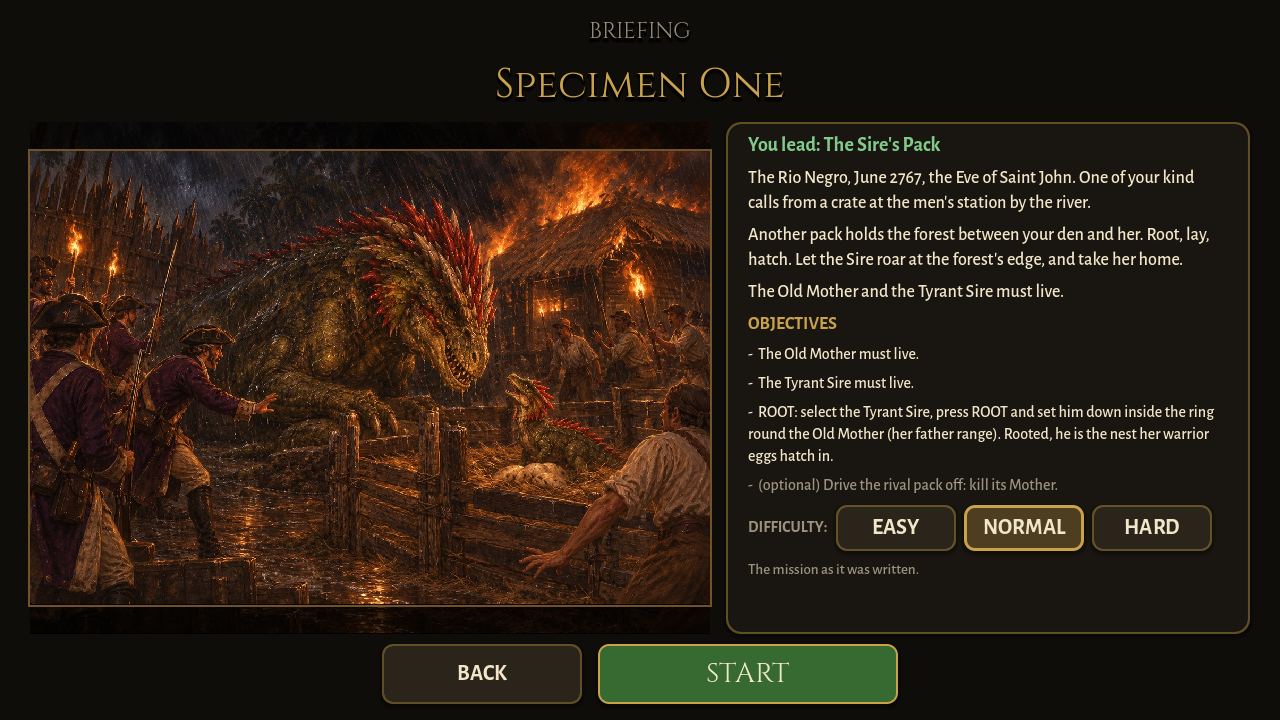 BRIEFING
Specimen One
You lead: The Sire's Pack
The Rio Negro, June 2767, the Eve of Saint John. One of your kind
calls from a crate at the men's station by the river.
Another pack holds the forest between your den and her. Root, lay,
hatch. Let the Sire roar at the forest's edge, and take her home.
The Old Mother and the Tyrant Sire must live.
OBJECTIVES
- The Old Mother must live.
- The Tyrant Sire must live.
- ROOT: select the Tyrant Sire, press ROOT and set him down inside the ring
round the Old Mother (her father range). Rooted, he is the nest her warrior
eggs hatch in.
- (optional) Drive the rival pack off: kill its Mother.
DIFFICULTY: EASY NORMAL HARD
The mission as it was written.
BACK START